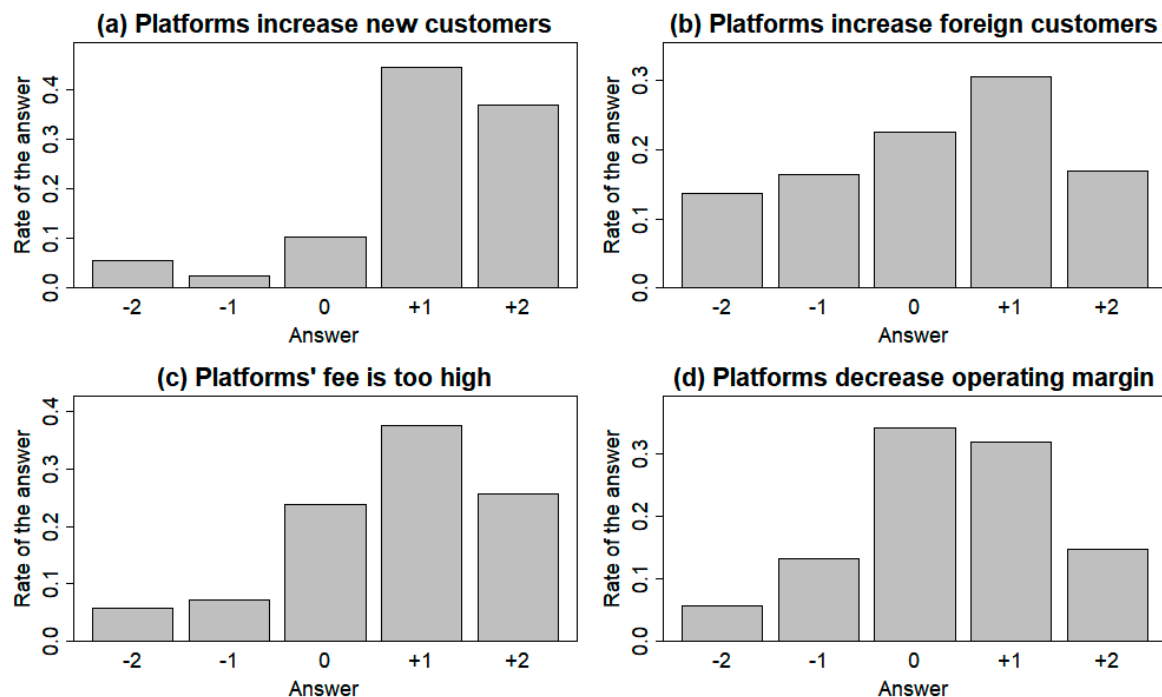 (a) Platforms increase new customers
Rate of the answer
0.0 0.1 0.2 0.3 0.4
-2 -1 0 +1 +2
Answer
(b) Platforms increase foreign customers
Rate of the answer
0.0 0.1 0.2 0.3
-2 -1 0 +1 +2
Answer
(c) Platforms' fee is too high
Rate of the answer
0.0 0.1 0.2 0.3 0.4
-2 -1 0 +1 +2
Answer
(d) Platforms decrease operating margin
Rate of the answer
0.0 0.1 0.2 0.3
-2 -1 0 +1 +2
Answer